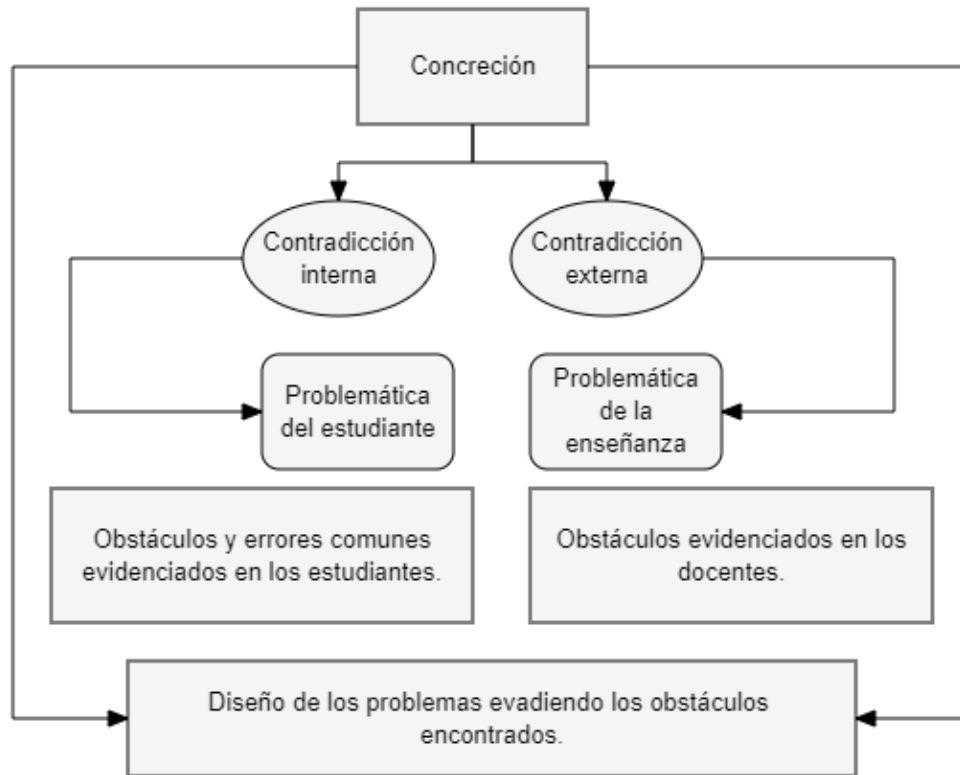 Concreción
Contradicción
interna
Contradicción
externa
Problemática
del estudiante
Problemática
de la
enseñanza
Obstáculos y errores comunes
evidenciados en los estudiantes.
Obstáculos evidenciados en los
docentes.
Diseño de los problemas evadiendo los obstáculos
encontrados.